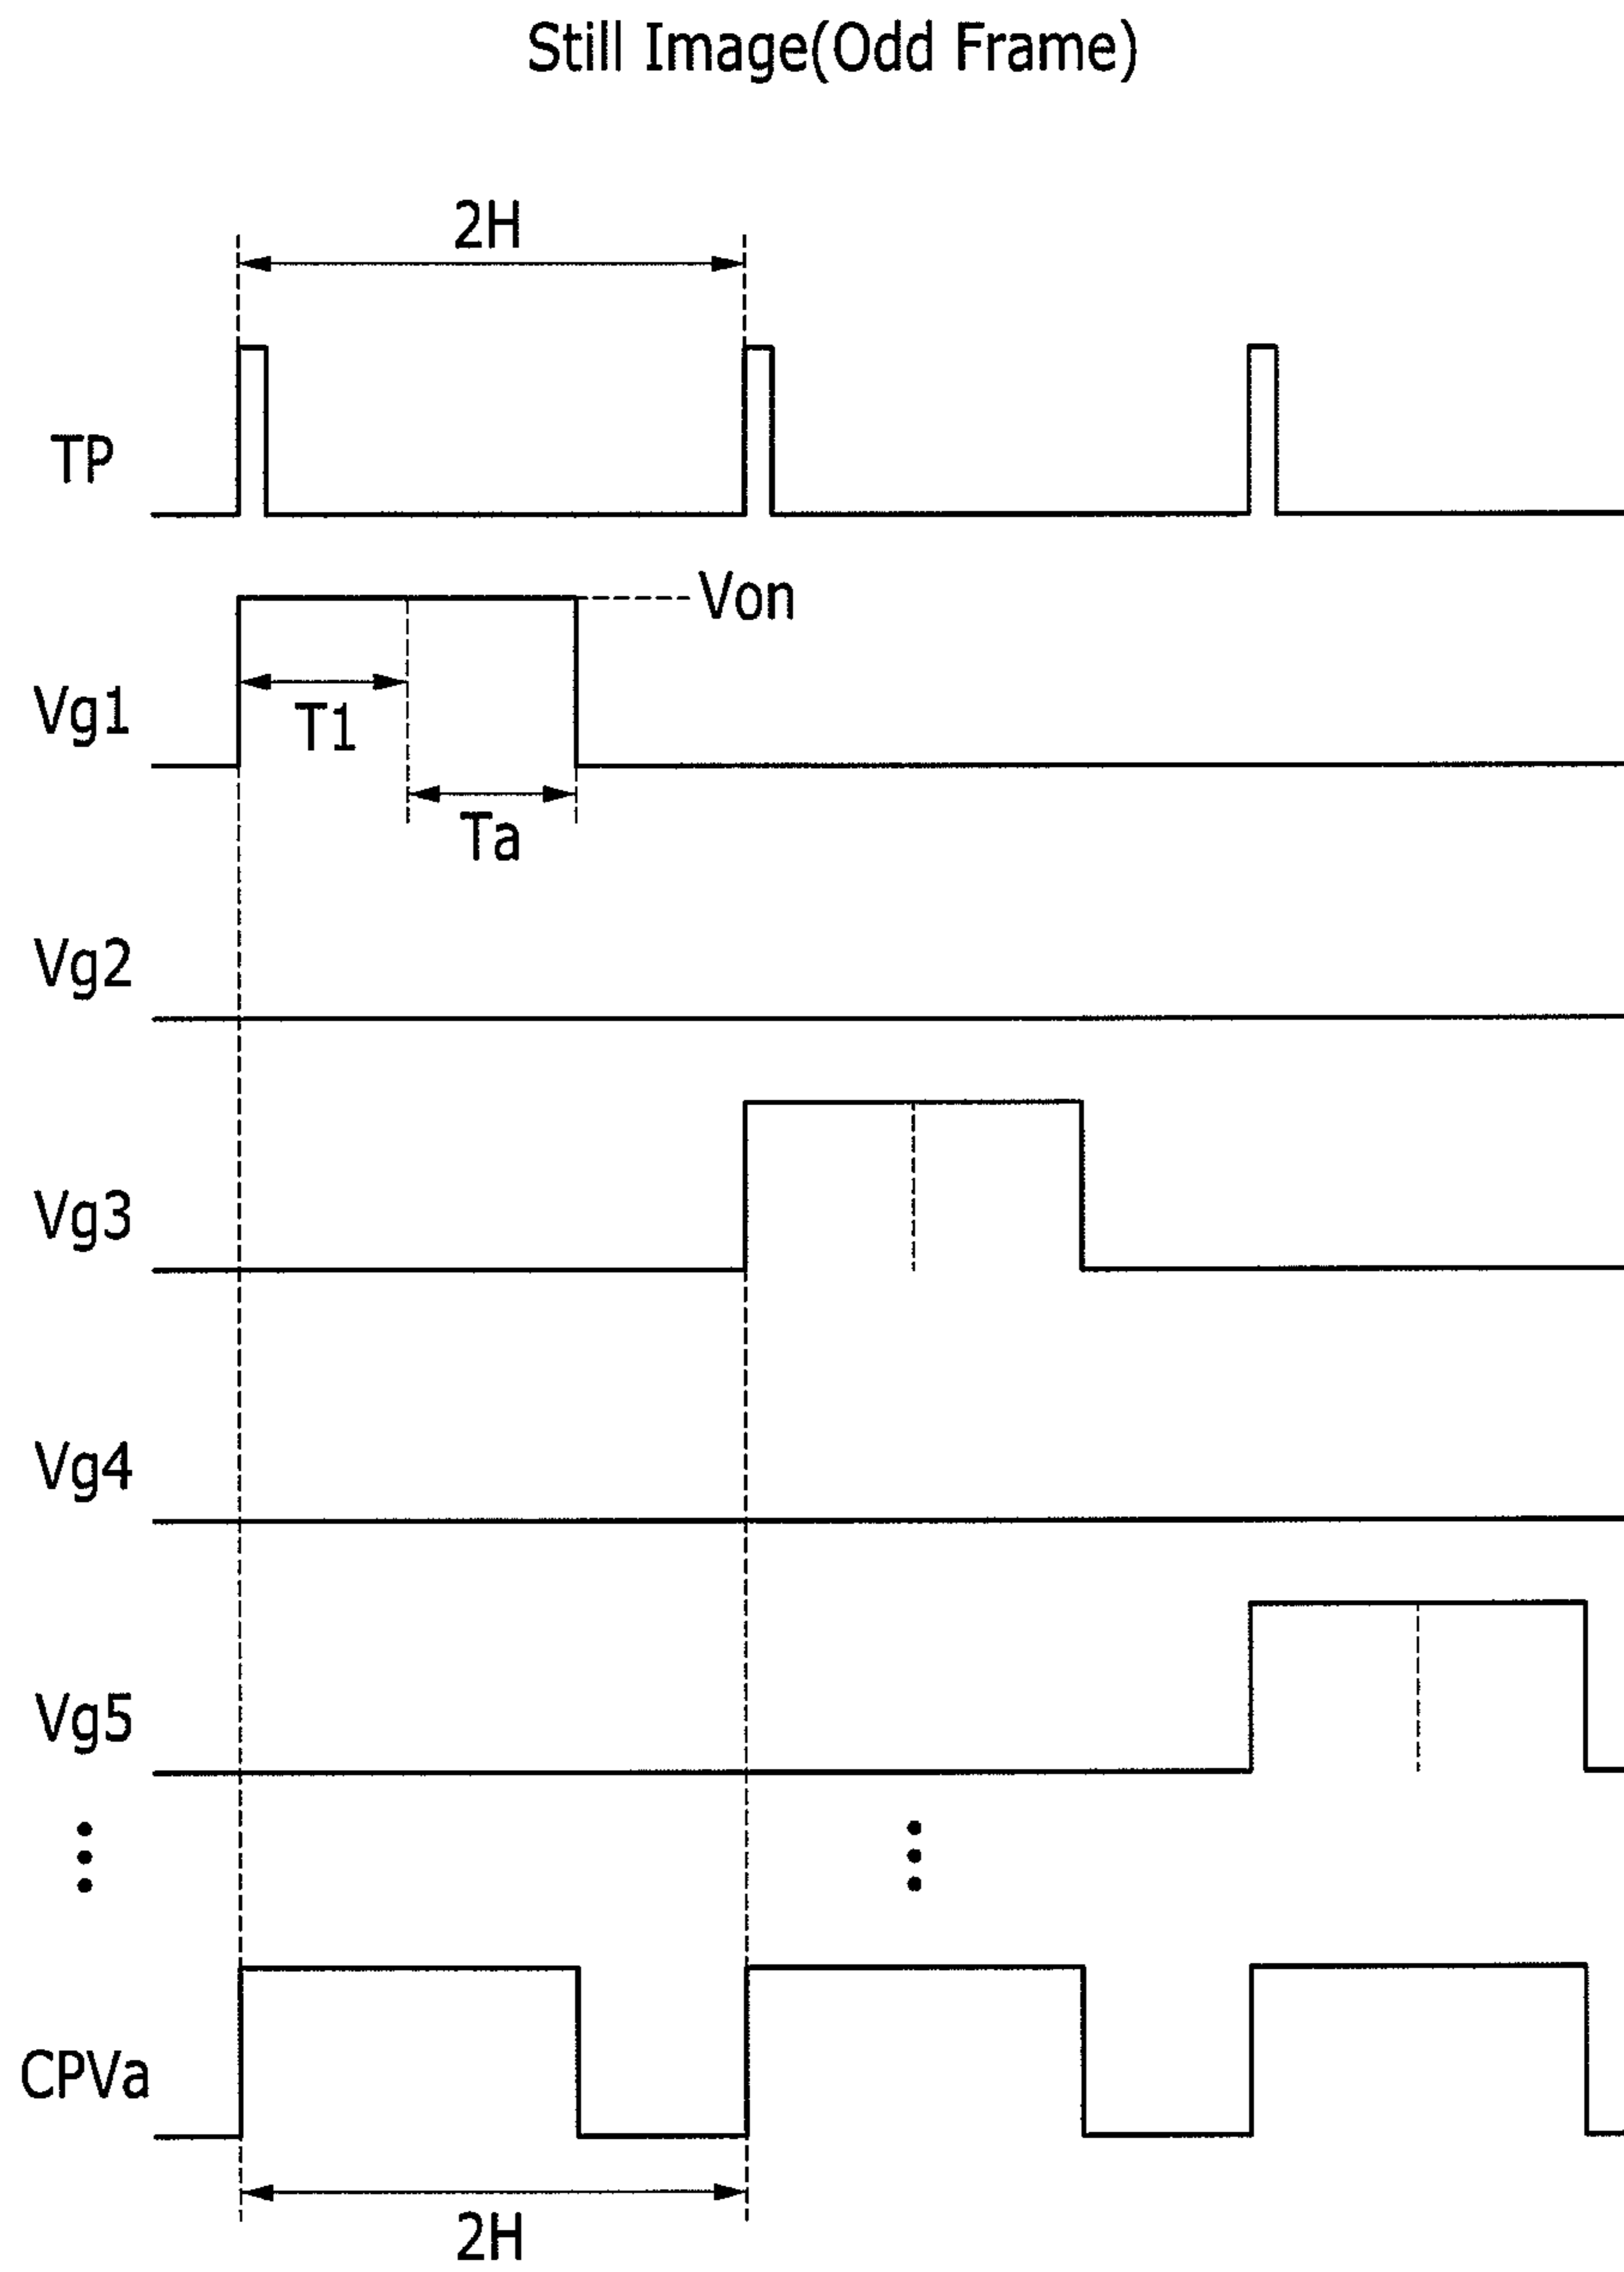 Still Image(Odd Frame)
2H
TP
Von
Vg1
T1
Ta
Vg2
Vg3
Vg4
Vg5
CPVa
2H